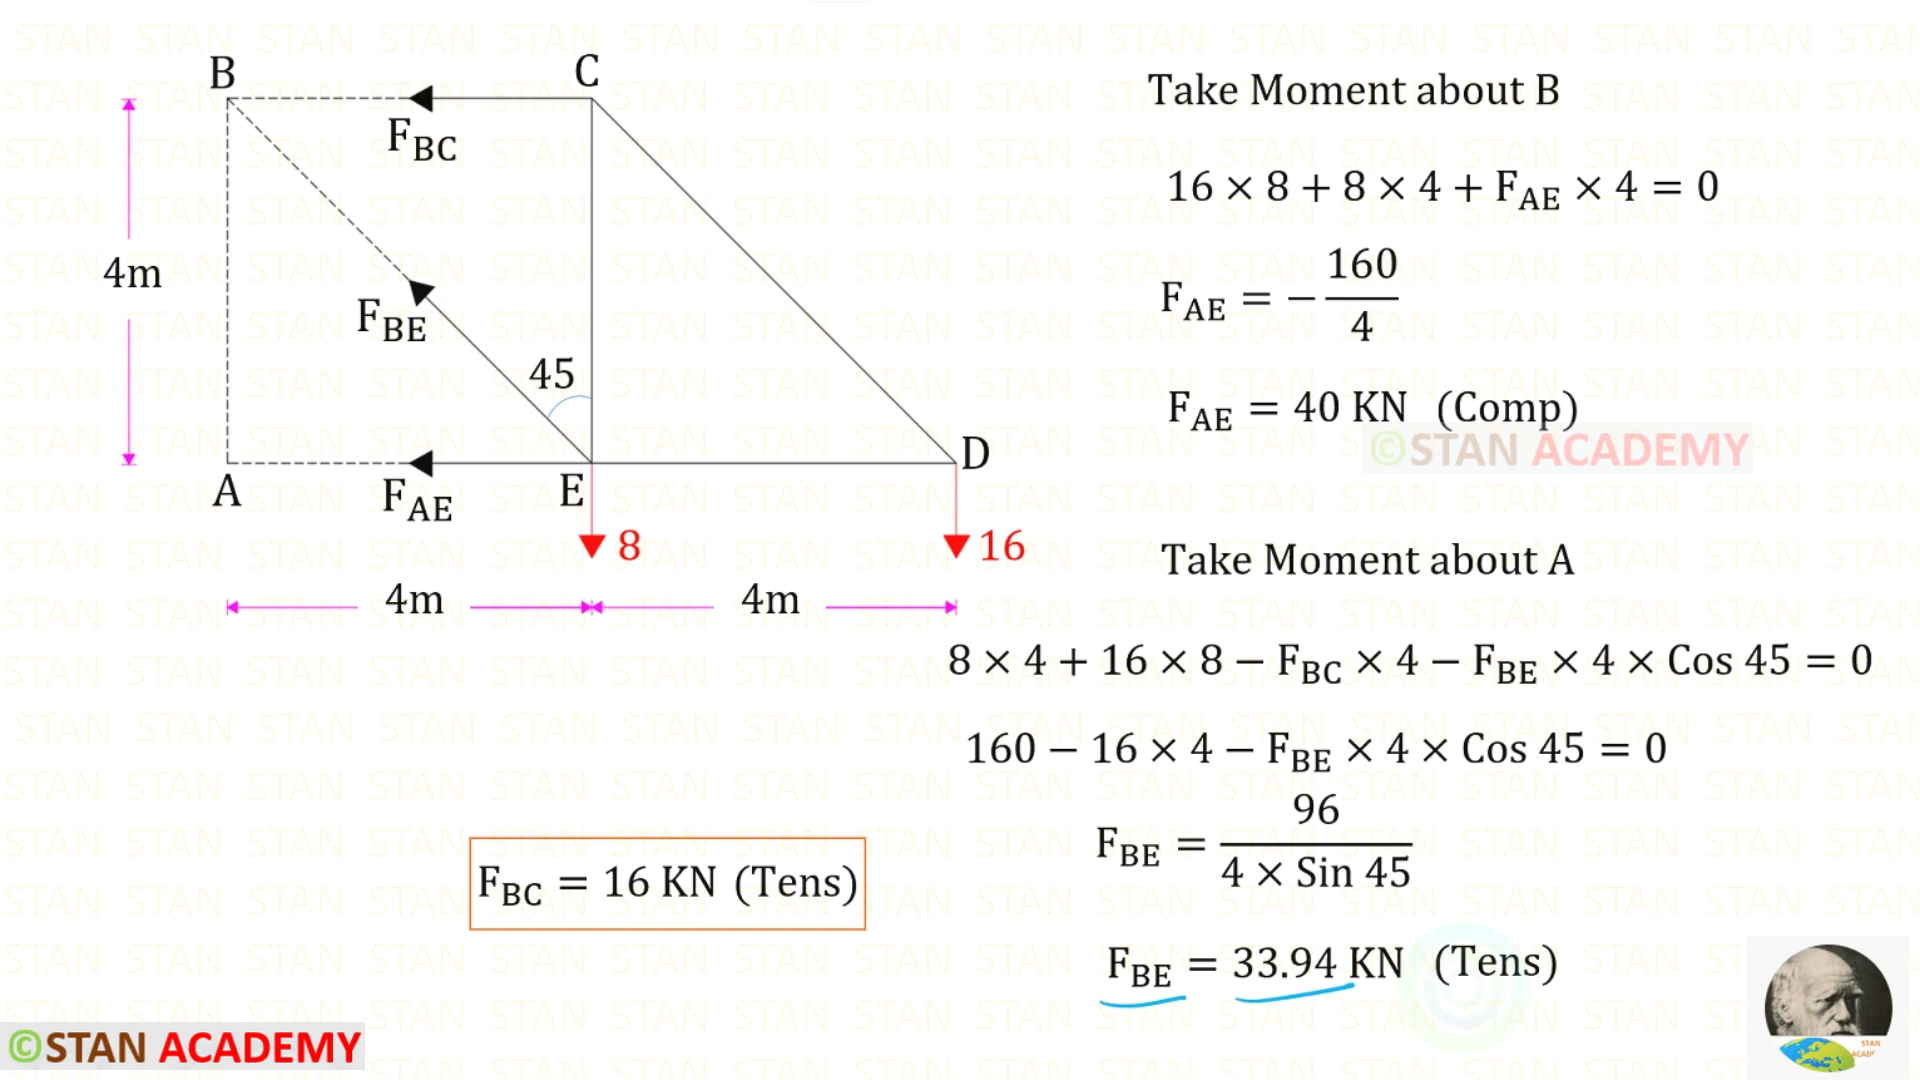 B
C
F_BC
4m
F_BE
45
A
F_AE
E
D
8
16
4m
4m
Take Moment about B
16 × 8 + 8 × 4 + F_AE × 4 = 0
F_AE = − 160/4
F_AE = 40 KN (Comp)
©STAN ACADEMY
Take Moment about A
8 × 4 + 16 × 8 − F_BC × 4 − F_BE × 4 × Cos 45 = 0
160 − 16 × 4 − F_BE × 4 × Cos 45 = 0
F_BE = 96/(4 × Sin 45)
F_BC = 16 KN (Tens)
F_BE = 33.94 KN (Tens)
©STAN ACADEMY
STAN